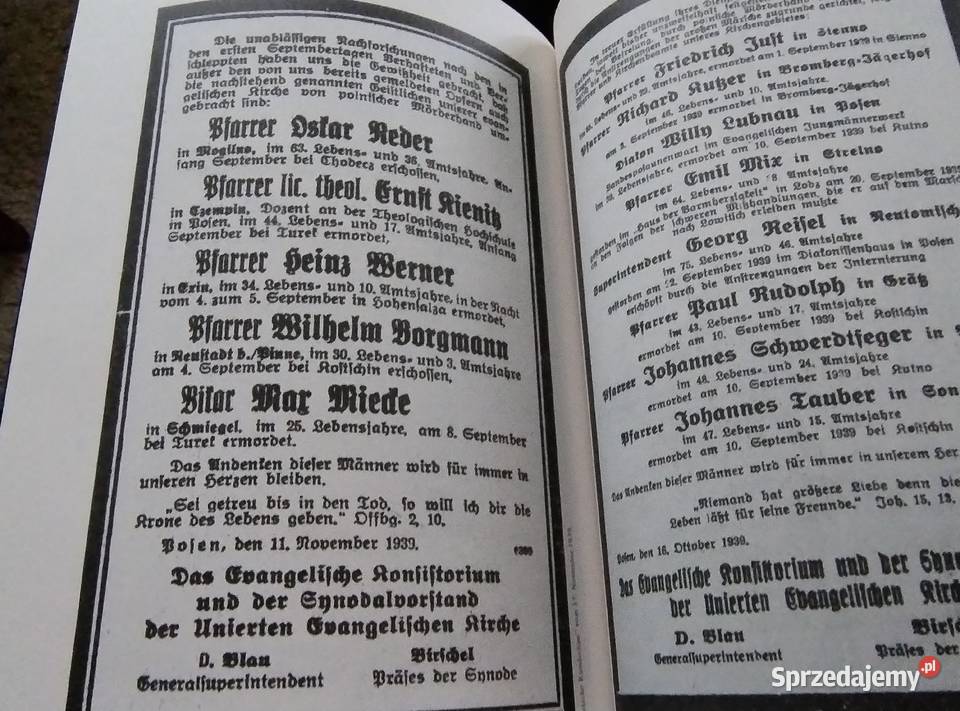 Die unablässigen Nachforschungen nach den in
den ersten Septembertagen Verhafteten und Ver-
schleppten haben uns die Gewißheit gebracht, daß
außer den von uns bereits gemeldeten Opfern auch
die nachstehend genannten Geistlichen unserer evan-
gelischen Kirche von polnischer Mörderhand um-
gebracht sind:
Pfarrer Oskar Reder
in Mogilno, im 63. Lebens- und 36. Amtsjahre, An-
fang September bei Chodecz erschossen,
Pfarrer lic. theol. Ernst Kienitz
in Czempin, Dozent an der Theologischen Hochschule
in Posen, im 44. Lebens- und 17. Amtsjahre, Anfang
September bei Turek ermordet,
Pfarrer Heinz Werner
in Exin, im 34. Lebens- und 10. Amtsjahre, in der Nacht
vom 4. zum 5. September in Hohensalza ermordet,
Pfarrer Wilhelm Borgmann
in Neustadt b./Pinne, im 30. Lebens- und 3. Amtsjahre
am 4. September bei Kostschin erschossen,
Vikar Max Miecke
in Schmiegel, im 25. Lebensjahre, am 8. September
bei Turek ermordet.
Das Andenken dieser Männer wird für immer in
unseren Herzen bleiben.
„Sei getreu bis in den Tod, so will ich dir die
Krone des Lebens geben.“ Offbg. 2, 10.
Posen, den 11. November 1939.
Das Evangelische Konsistorium
und der Synodalvorstand
der Unierten Evangelischen Kirche
D. Blau Birschel
Generalsuperintendent Präses der Synode
Pfarrer Friedrich Just in Sienno
im Lebens- und 29. Amtsjahre, ermordet am 1. September 1939 in Sienno
Pfarrer Richard Kutzer in Bromberg-Jägerhof
im 46. Lebens- und 10. Amtsjahre,
am 3. September 1939 ermordet in Bromberg-Jägerhof
Diakon Willy Lubnau in Posen
Landesposaunenwart im Evangelischen Jungmännerwerk
im Lebensjahre, ermordet am 10. September 1939 bei Kutno
Pfarrer Emil Mix in Strelno
im 64. Lebens- und Amtsjahre
gestorben im „Haus der Barmherzigkeit“ in Lodz am 20. September 1939
an den Folgen der schweren Mißhandlungen, die er auf dem Marsch
nach Lowitsch erleiden mußte
Superintendent Georg Reisel in Neutomisch
im 75. Lebens- und 46. Amtsjahre
gestorben am 12. September 1939 im Diakonissenhaus in Posen
erschöpft durch die Anstrengungen der Internierung
Pfarrer Paul Rudolph in Grätz
im 43. Lebens- und 17. Amtsjahre
ermordet am 10. September 1939 bei Kostschin
Pfarrer Johannes Schwerdtfeger in
im 48. Lebens- und 24. Amtsjahre
ermordet am 10. September 1939 bei Kutno
Pfarrer Johannes Tauber in Son
im 47. Lebens- und 15. Amtsjahre
ermordet am 10. September 1939 bei Kostschin
Das Andenken dieser Männer wird für immer in unserem Her
„Niemand hat größere Liebe denn die
Leben läßt für seine Freunde.“ Joh. 15, 13.
Posen, den 16. Oktober 1939.
Das Evangelische Konsistorium und der Syno
der Unierten Evangelischen Kirch
D. Blau Birsch
Generalsuperintendent Präses der
Sprzedajemy.pl